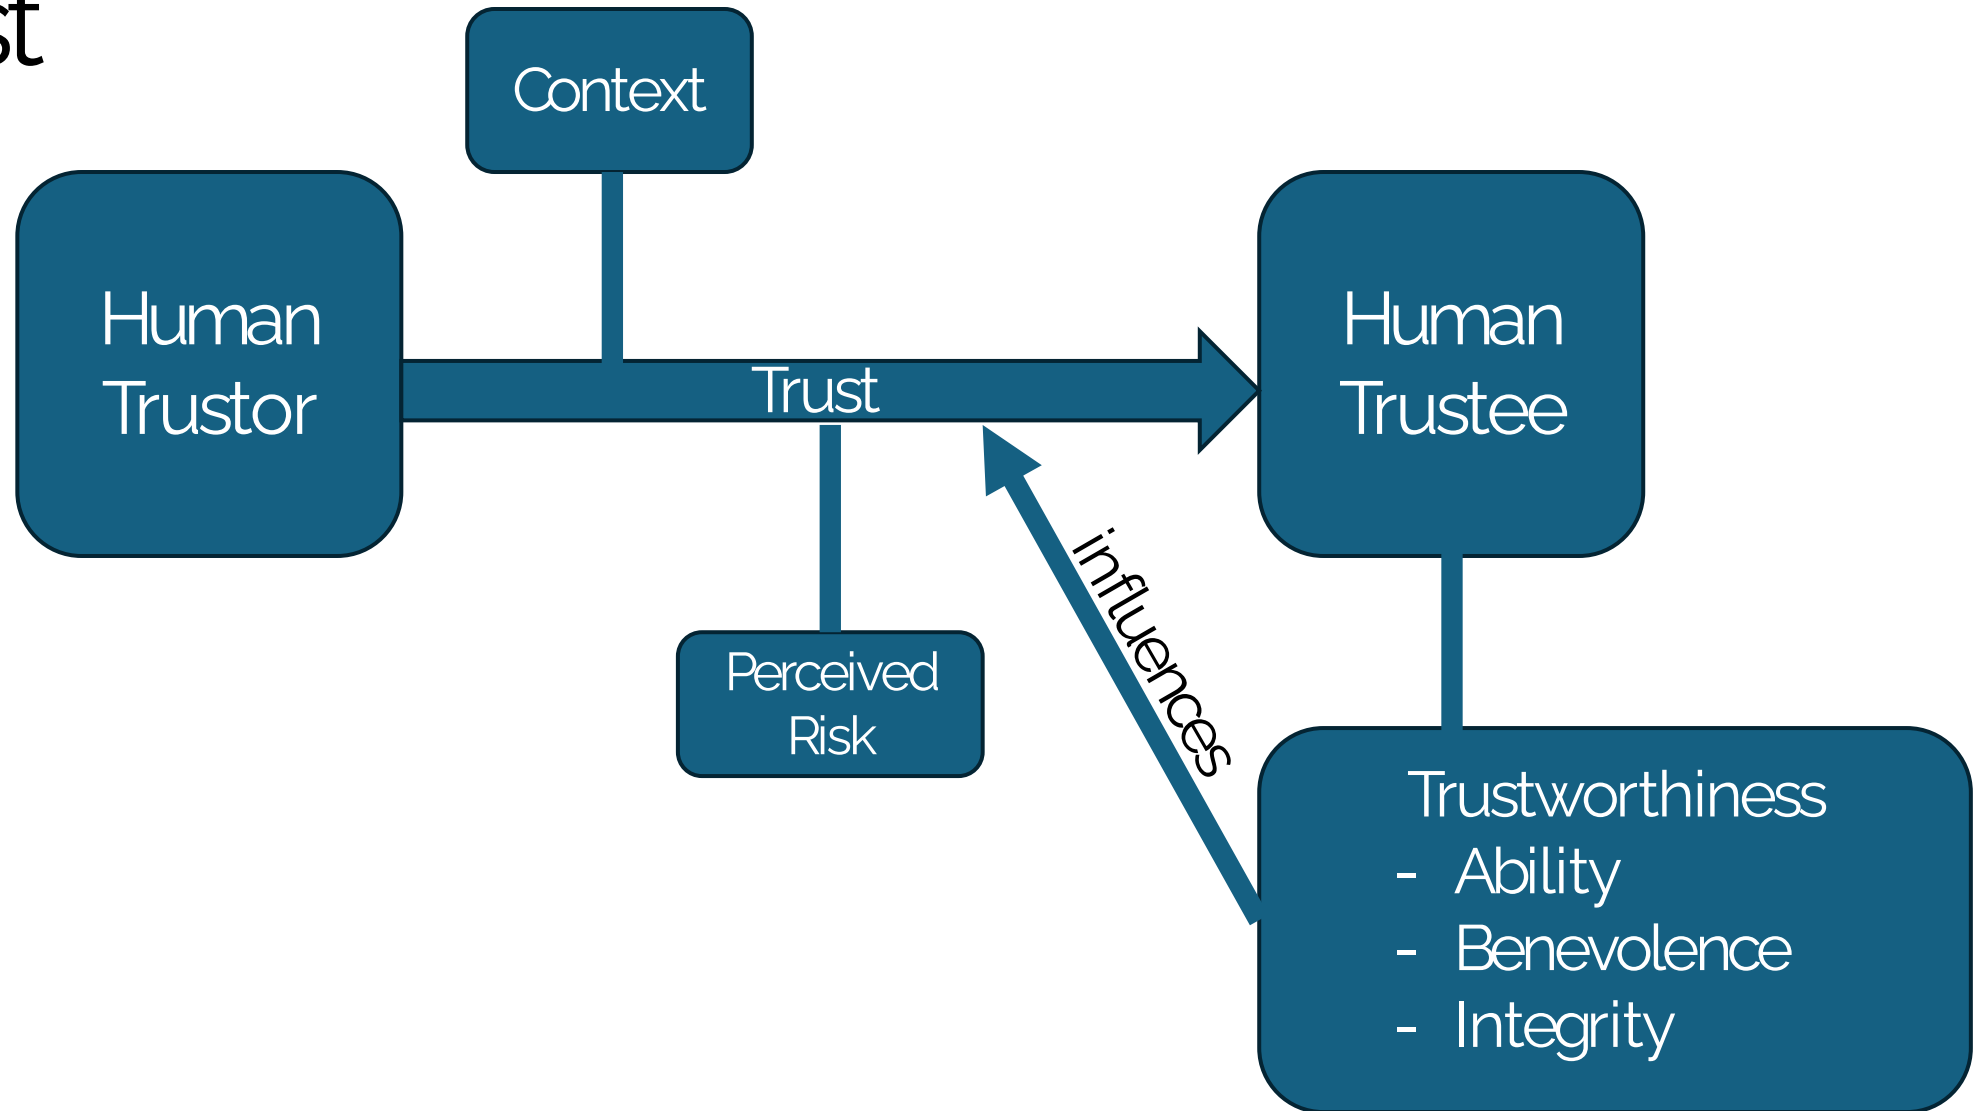 Context
Human
Trustor
Trust
Human
Trustee
influences
Perceived
Risk
Trustworthiness
- Ability
- Benevolence
- Integrity